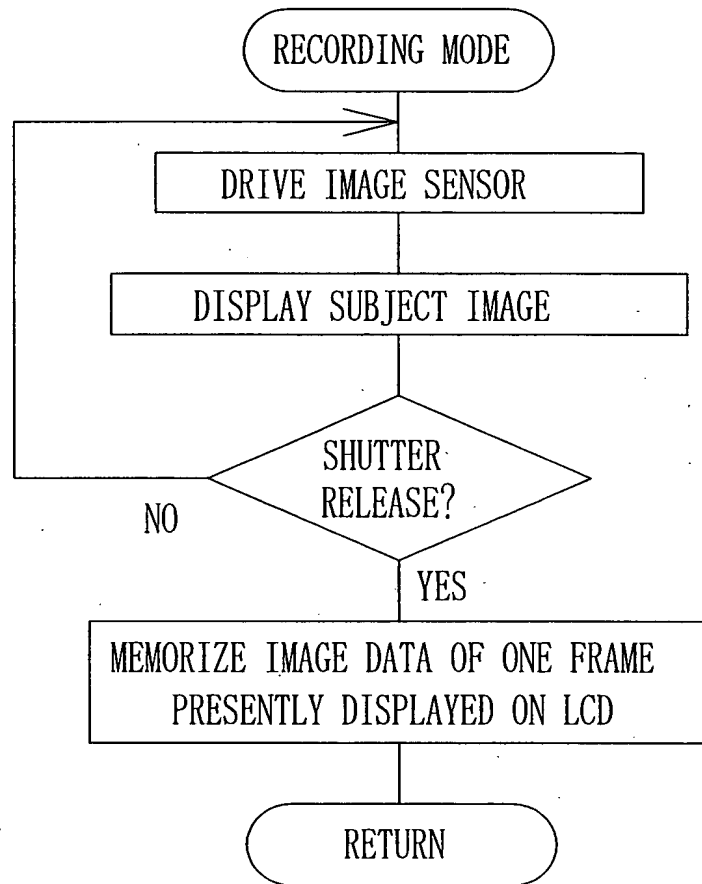 RECORDING MODE
DRIVE IMAGE SENSOR
DISPLAY SUBJECT IMAGE
SHUTTER
RELEASE?
NO
YES
MEMORIZE IMAGE DATA OF ONE FRAME
PRESENTLY DISPLAYED ON LCD
RETURN